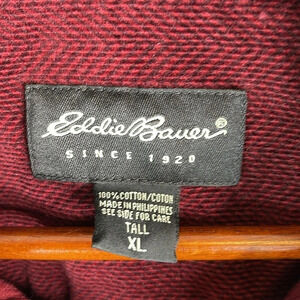 Eddie Bauer®
SINCE 1920
100% COTTON/COTON
MADE IN PHILIPPINES
SEE SIDE FOR CARE
TALL
XL